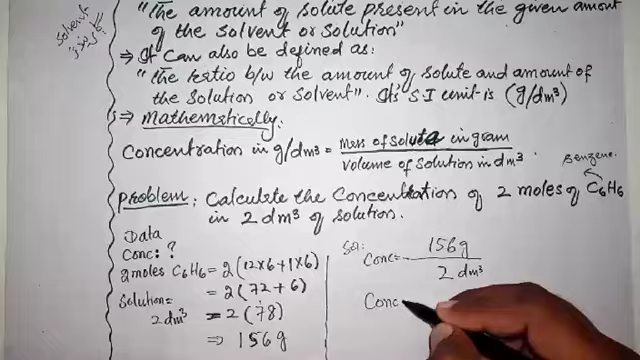 "The amount of solute present in the given amont
of the solvent or solution"
⇒ It can also be defined as:
"The ratio b/w the amount of solute and amount of
the solution or solvent". It's S I unit is (g/dm³)
⇒ Mathematically:
Concentration in g/dm³ = Mass of solute in gram / Volume of solution in dm³.
Benzene.
Problem: Calculate the Concentration of 2 moles of C₆H₆
in 2 dm³ of solution.
Data
Conc: ?
2 moles C₆H₆ = 2(12×6+1×6)
= 2(72+6)
Solution =
2 dm³ = 2(78)
⇒ 156g
Sol:
Conc = 156g / 2 dm³
Conc
solvent